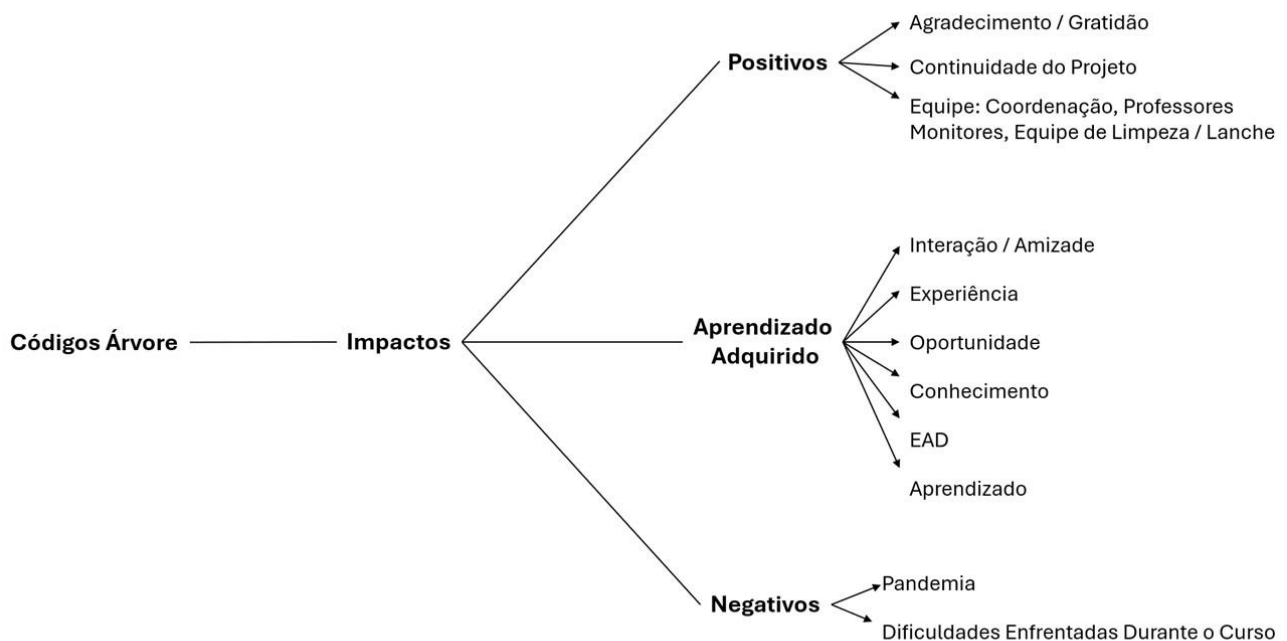 Códigos Árvore
Impactos
Positivos
Agradecimento / Gratidão
Continuidade do Projeto
Equipe: Coordenação, Professores
Monitores, Equipe de Limpeza / Lanche
Aprendizado
Adquirido
Interação / Amizade
Experiência
Oportunidade
Conhecimento
EAD
Aprendizado
Negativos
Pandemia
Dificuldades Enfrentadas Durante o Curso